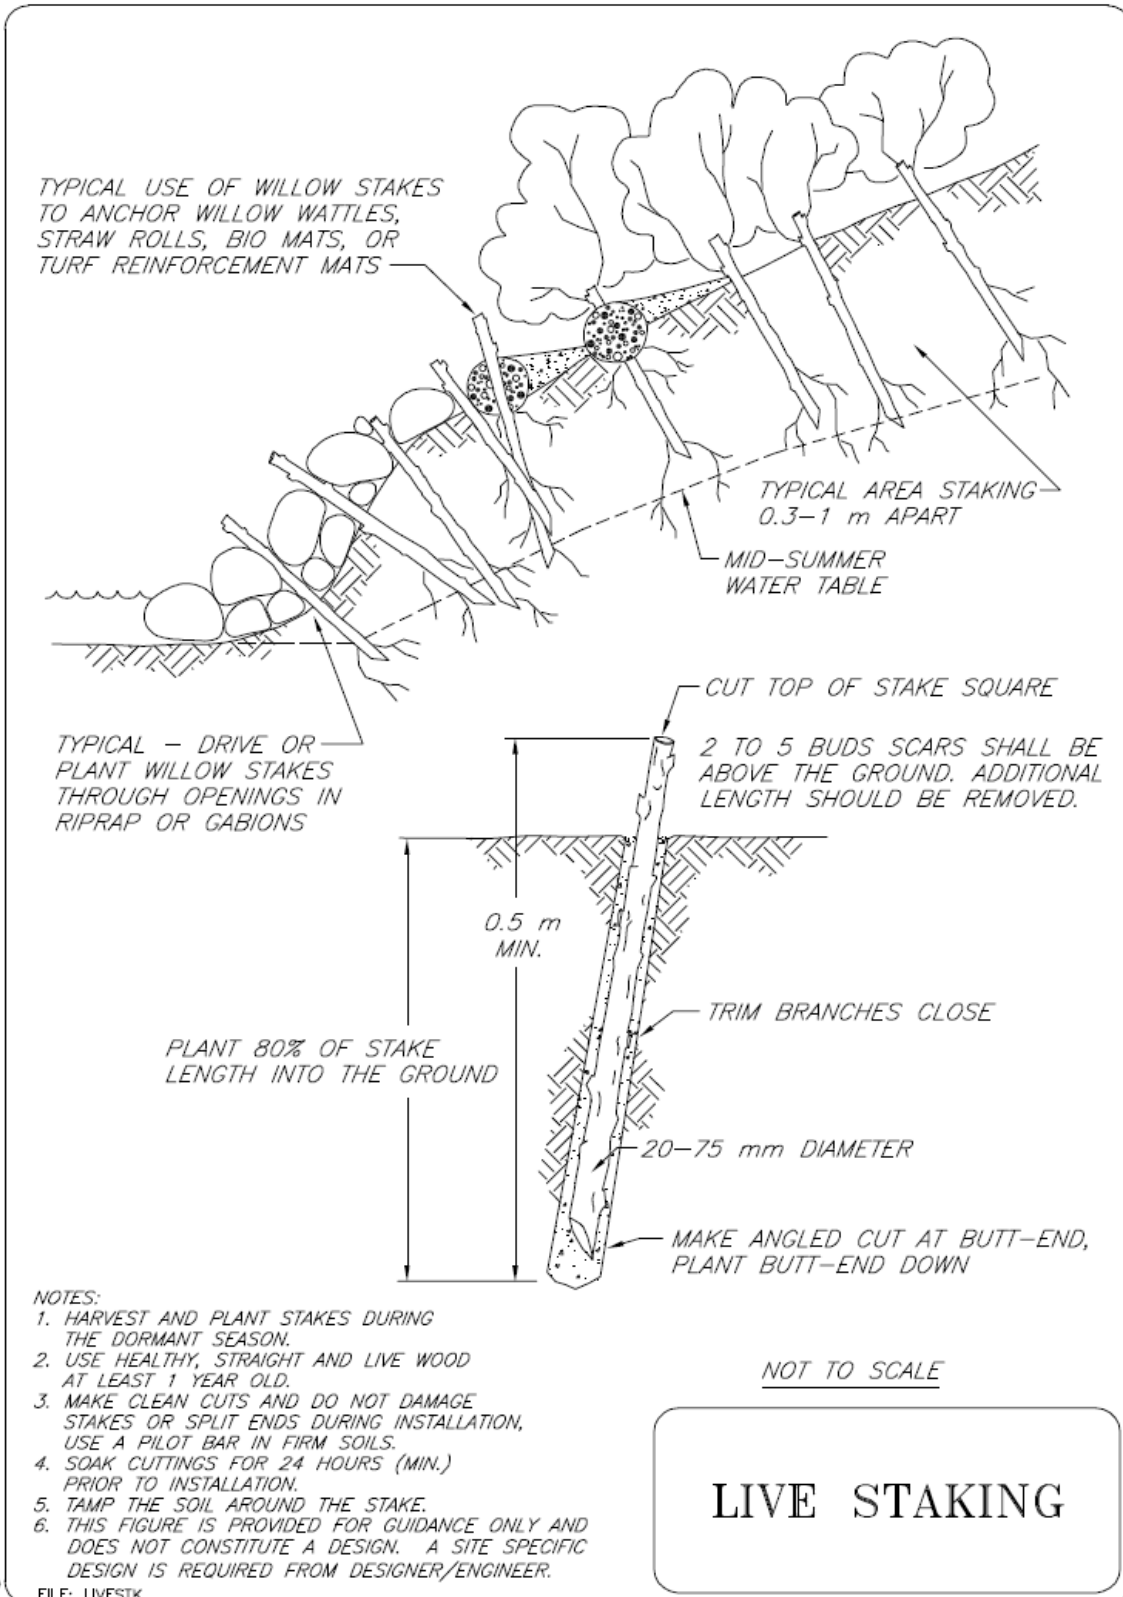 TYPICAL USE OF WILLOW STAKES
TO ANCHOR WILLOW WATTLES,
STRAW ROLLS, BIO MATS, OR
TURF REINFORCEMENT MATS
TYPICAL AREA STAKING
0.3-1 m APART
MID-SUMMER
WATER TABLE
TYPICAL - DRIVE OR
PLANT WILLOW STAKES
THROUGH OPENINGS IN
RIPRAP OR GABIONS
CUT TOP OF STAKE SQUARE
2 TO 5 BUDS SCARS SHALL BE
ABOVE THE GROUND. ADDITIONAL
LENGTH SHOULD BE REMOVED.
0.5 m
MIN.
TRIM BRANCHES CLOSE
PLANT 80% OF STAKE
LENGTH INTO THE GROUND
20-75 mm DIAMETER
MAKE ANGLED CUT AT BUTT-END,
PLANT BUTT-END DOWN
NOTES:
1. HARVEST AND PLANT STAKES DURING
THE DORMANT SEASON.
2. USE HEALTHY, STRAIGHT AND LIVE WOOD
AT LEAST 1 YEAR OLD.
3. MAKE CLEAN CUTS AND DO NOT DAMAGE
STAKES OR SPLIT ENDS DURING INSTALLATION,
USE A PILOT BAR IN FIRM SOILS.
4. SOAK CUTTINGS FOR 24 HOURS (MIN.)
PRIOR TO INSTALLATION.
5. TAMP THE SOIL AROUND THE STAKE.
6. THIS FIGURE IS PROVIDED FOR GUIDANCE ONLY AND
DOES NOT CONSTITUTE A DESIGN. A SITE SPECIFIC
DESIGN IS REQUIRED FROM DESIGNER/ENGINEER.
FILE: LIVESTK
NOT TO SCALE
LIVE STAKING